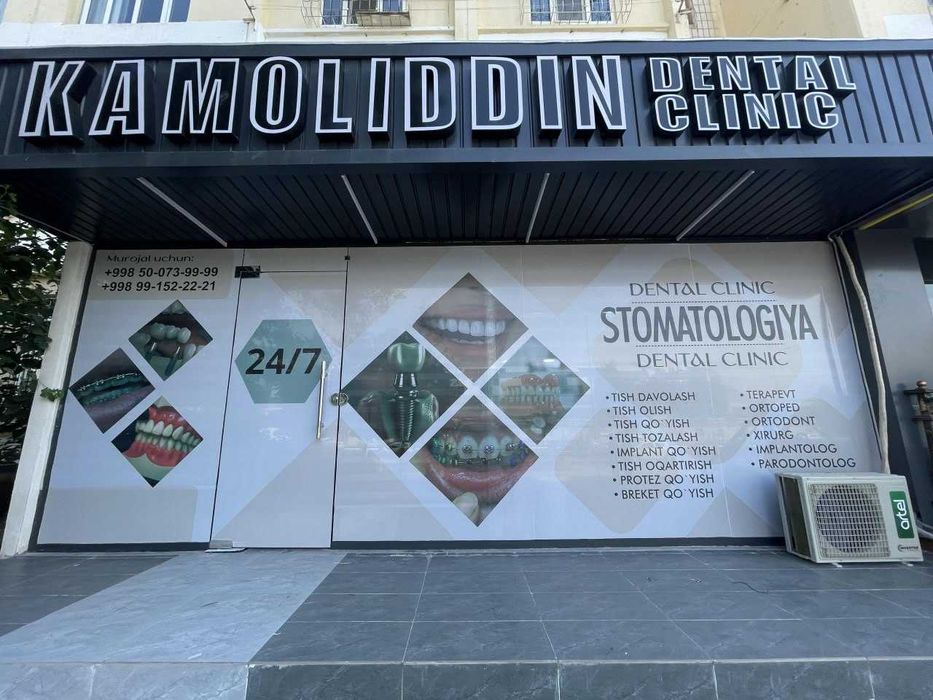 KAMOLIDDIN DENTAL CLINIC
Murojal uchun:
+998 50-073-99-99
+998 99-152-22-21
24/7
DENTAL CLINIC
STOMATOLOGIYA
DENTAL CLINIC
• TISH DAVOLASH
• TISH OLISH
• TISH QO`YISH
• TISH TOZALASH
• IMPLANT QO`YISH
• TISH OQARTIRISH
• PROTEZ QO`YISH
• BREKET QO`YISH
• TERAPEVT
• ORTOPED
• ORTODONT
• XIRURG
• IMPLANTOLOG
• PARODONTOLOG
artel
INVERTER